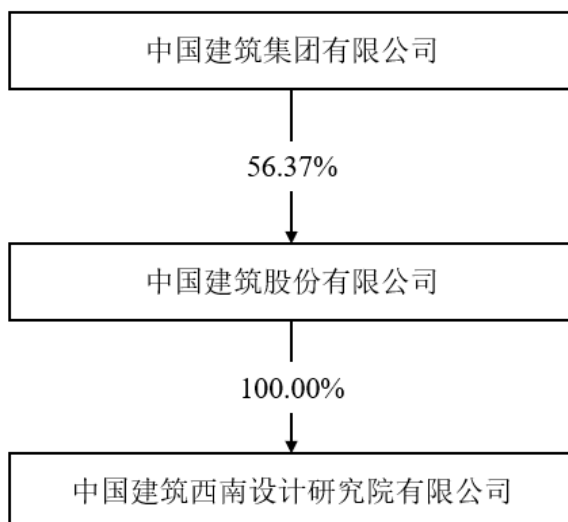 中国建筑集团有限公司
56.37%
中国建筑股份有限公司
100.00%
中国建筑西南设计研究院有限公司